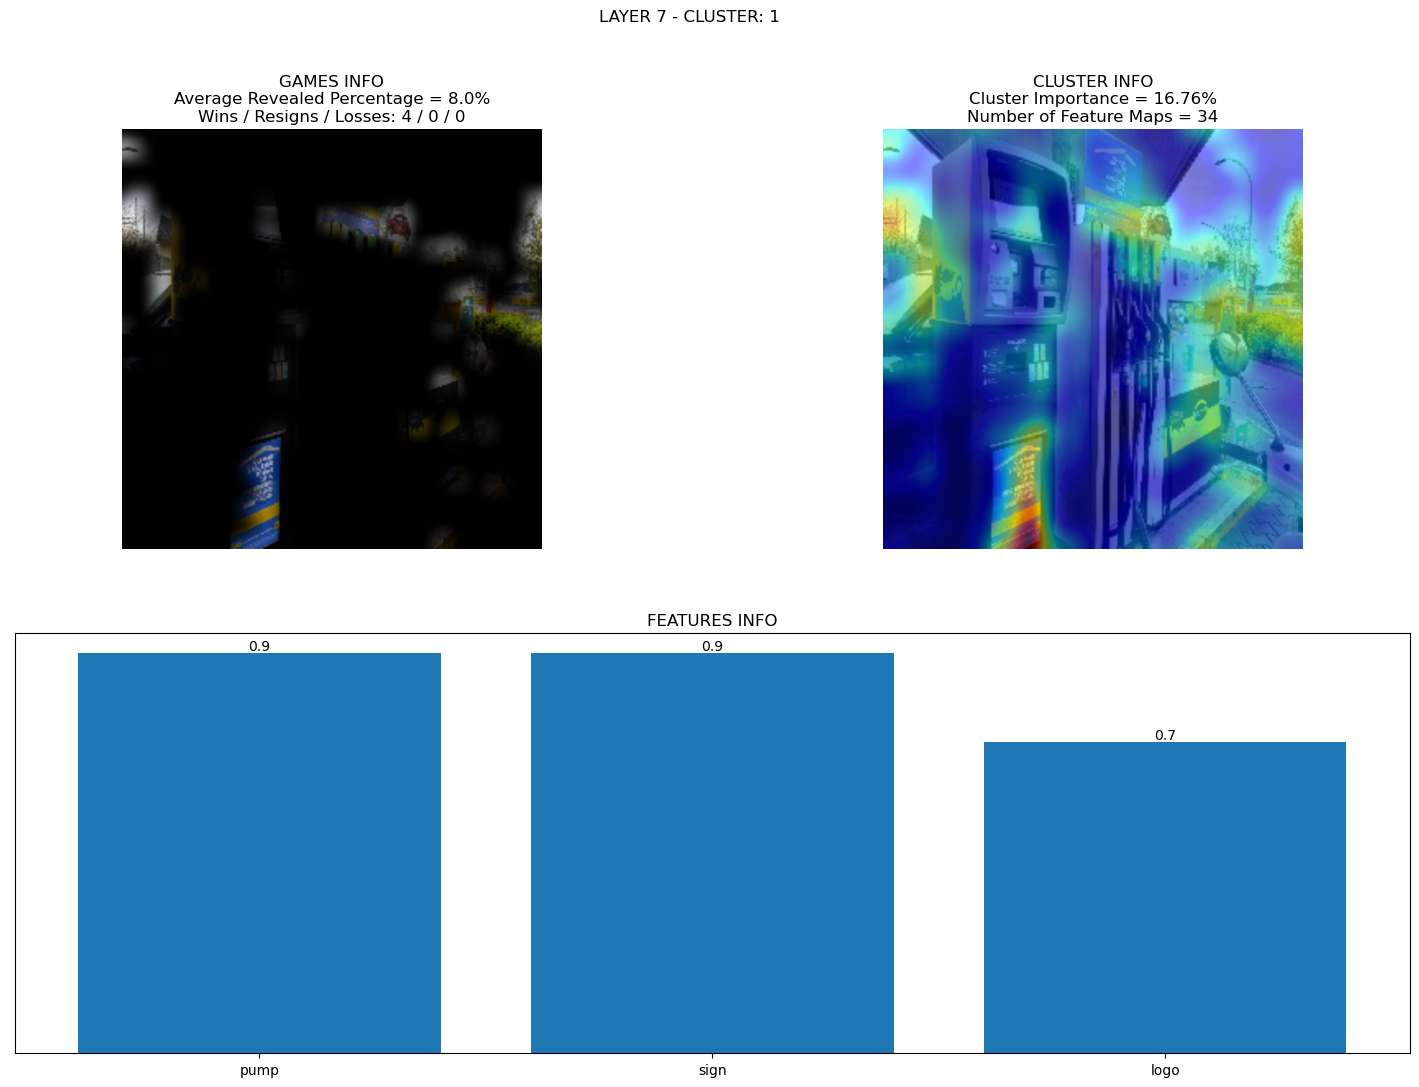 LAYER 7 - CLUSTER: 1
GAMES INFO
Average Revealed Percentage = 8.0%
Wins / Resigns / Losses: 4 / 0 / 0
CLUSTER INFO
Cluster Importance = 16.76%
Number of Feature Maps = 34
FEATURES INFO
0.9
0.9
0.7
pump
sign
logo